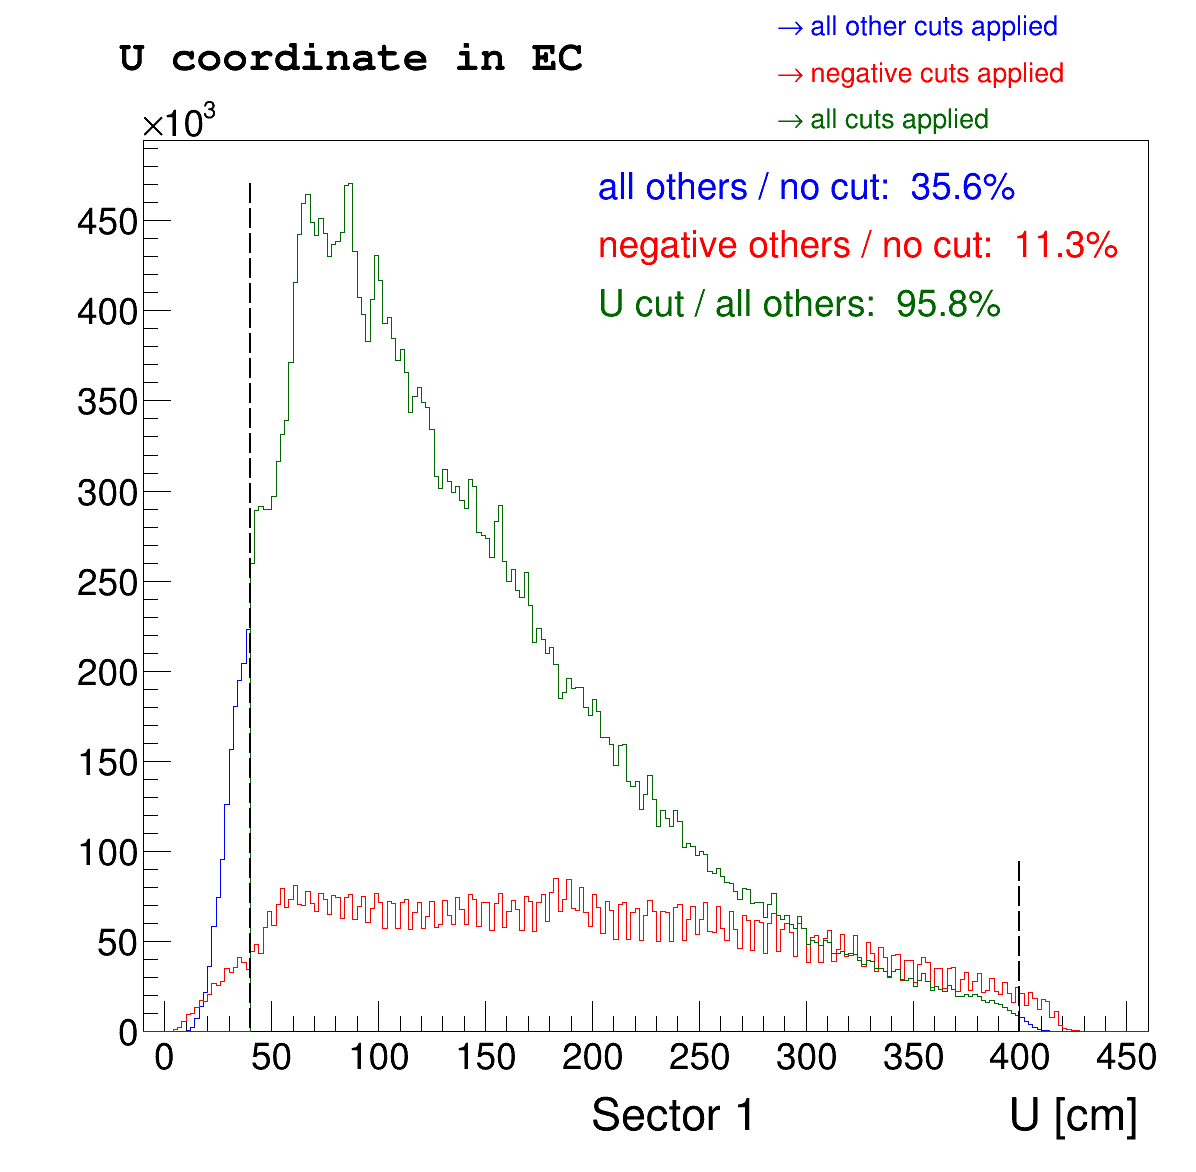 → all other cuts applied
U coordinate in EC
→ negative cuts applied
→ all cuts applied
×10³
all others / no cut: 35.6%
negative others / no cut: 11.3%
U cut / all others: 95.8%
450
400
350
300
250
200
150
100
50
0
0 50 100 150 200 250 300 350 400 450
Sector 1
U [cm]